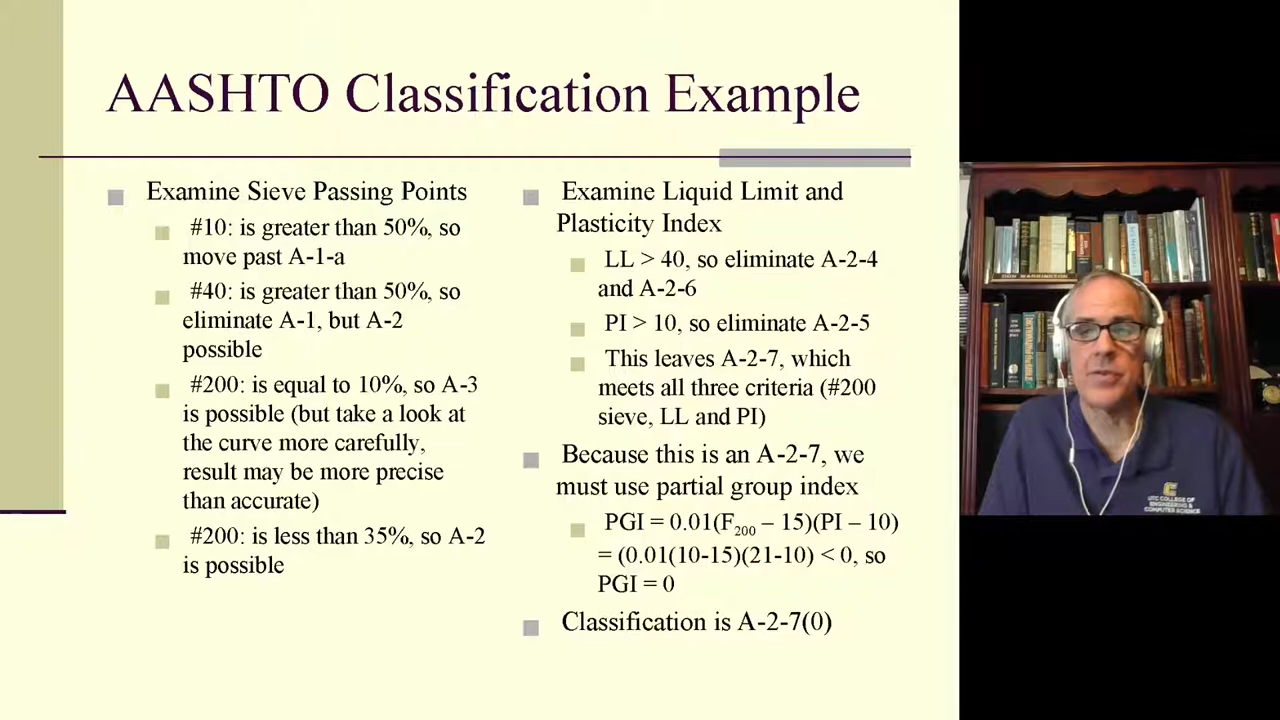 AASHTO Classification Example
Examine Sieve Passing Points
#10: is greater than 50%, so
move past A-1-a
#40: is greater than 50%, so
eliminate A-1, but A-2
possible
#200: is equal to 10%, so A-3
is possible (but take a look at
the curve more carefully,
result may be more precise
than accurate)
#200: is less than 35%, so A-2
is possible
Examine Liquid Limit and
Plasticity Index
LL > 40, so eliminate A-2-4
and A-2-6
PI > 10, so eliminate A-2-5
This leaves A-2-7, which
meets all three criteria (#200
sieve, LL and PI)
Because this is an A-2-7, we
must use partial group index
PGI = 0.01(F200 – 15)(PI – 10)
= (0.01(10-15)(21-10) < 0, so
PGI = 0
Classification is A-2-7(0)
UTC COLLEGE OF
ENGINEERING &
COMPUTER SCIENCE